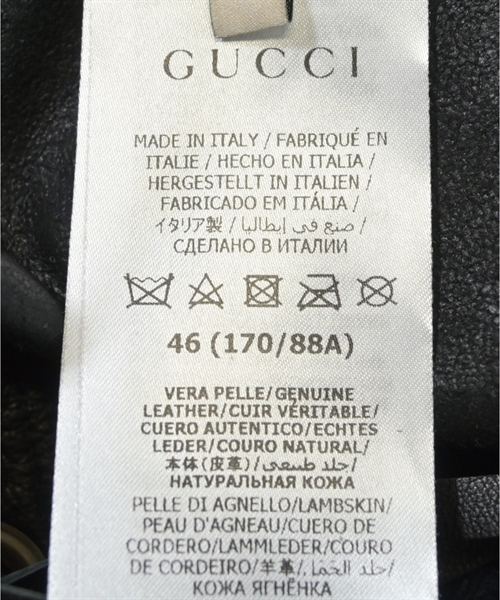 GUCCI
MADE IN ITALY / FABRIQUÉ EN
ITALIE / HECHO EN ITALIA /
HERGESTELLT IN ITALIEN /
FABRICADO EM ITÁLIA /
イタリア製 / صنع في إيطاليا /
СДЕЛАНО В ИТАЛИИ
46 (170/88A)
VERA PELLE/GENUINE
LEATHER/CUIR VÉRITABLE/
CUERO AUTENTICO/ECHTES
LEDER/COURO NATURAL/
本体(皮革)/جلد طبيعي/
НАТУРАЛЬНАЯ КОЖА
PELLE DI AGNELLO/LAMBSKIN/
PEAU D'AGNEAU/CUERO DE
CORDERO/LAMMLEDER/COURO
DE CORDEIRO/羊革/جلد الحَمَل/
КОЖА ЯГНЁНКА